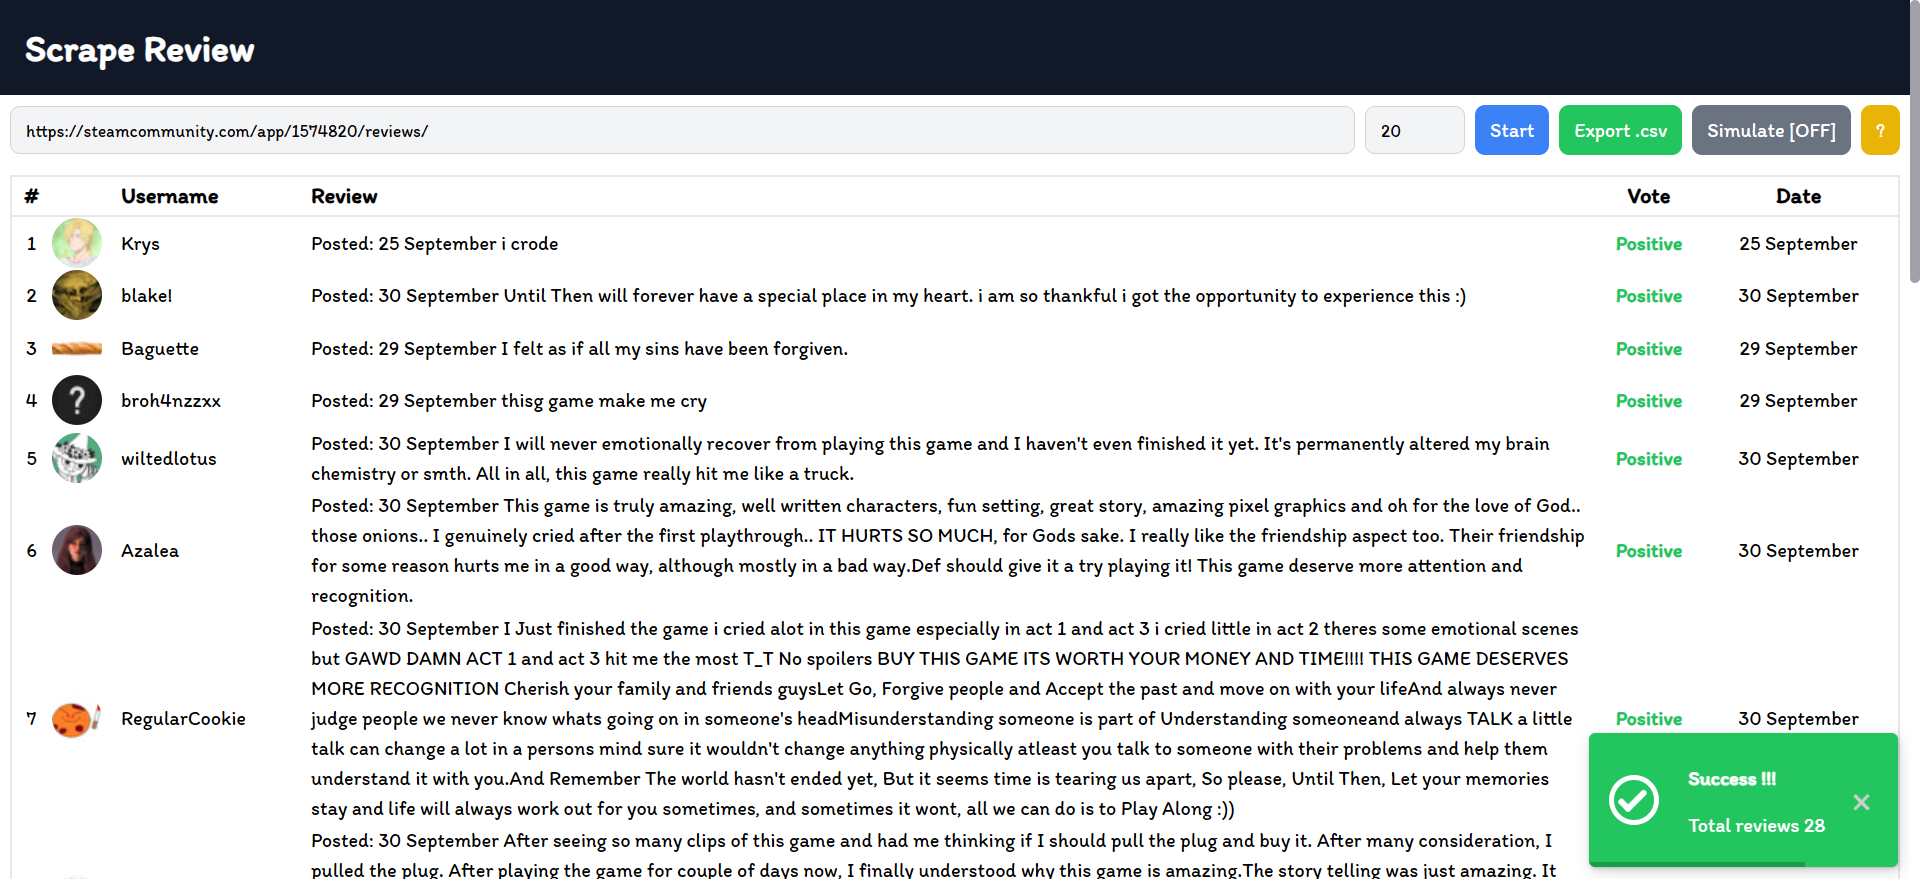 Scrape Review
https://steamcommunity.com/app/1574820/reviews/ 20 Start Export .csv Simulate [OFF] ?
# Username Review Vote Date
1 Krys Posted: 25 September i crode Positive 25 September
2 blake! Posted: 30 September Until Then will forever have a special place in my heart. i am so thankful i got the opportunity to experience this :) Positive 30 September
3 Baguette Posted: 29 September I felt as if all my sins have been forgiven. Positive 29 September
4 ? broh4nzzxx Posted: 29 September thisg game make me cry Positive 29 September
Posted: 30 September I will never emotionally recover from playing this game and I haven't even finished it yet. It's permanently altered my brain
5 wiltedlotus Positive 30 September
chemistry or smth. All in all, this game really hit me like a truck.
Posted: 30 September This game is truly amazing, well written characters, fun setting, great story, amazing pixel graphics and oh for the love of God..
those onions.. I genuinely cried after the first playthrough.. IT HURTS SO MUCH, for Gods sake. I really like the friendship aspect too. Their friendship
6 Azalea Positive 30 September
for some reason hurts me in a good way, although mostly in a bad way.Def should give it a try playing it! This game deserve more attention and
recognition.
Posted: 30 September I Just finished the game i cried alot in this game especially in act 1 and act 3 i cried little in act 2 theres some emotional scenes
but GAWD DAMN ACT 1 and act 3 hit me the most T_T No spoilers BUY THIS GAME ITS WORTH YOUR MONEY AND TIME!!!! THIS GAME DESERVES
MORE RECOGNITION Cherish your family and friends guysLet Go, Forgive people and Accept the past and move on with your lifeAnd always never
7 RegularCookie judge people we never know whats going on in someone's headMisunderstanding someone is part of Understanding someoneand always TALK a little Positive 30 September
talk can change a lot in a persons mind sure it wouldn't change anything physically atleast you talk to someone with their problems and help them
understand it with you.And Remember The world hasn't ended yet, But it seems time is tearing us apart, So please, Until Then, Let your memories
stay and life will always work out for you sometimes, and sometimes it wont, all we can do is to Play Along :))
Posted: 30 September After seeing so many clips of this game and had me thinking if I should pull the plug and buy it. After many consideration, I
pulled the plug. After playing the game for couple of days now, I finally understood why this game is amazing.The story telling was just amazing. It
Success !!!
Total reviews 28